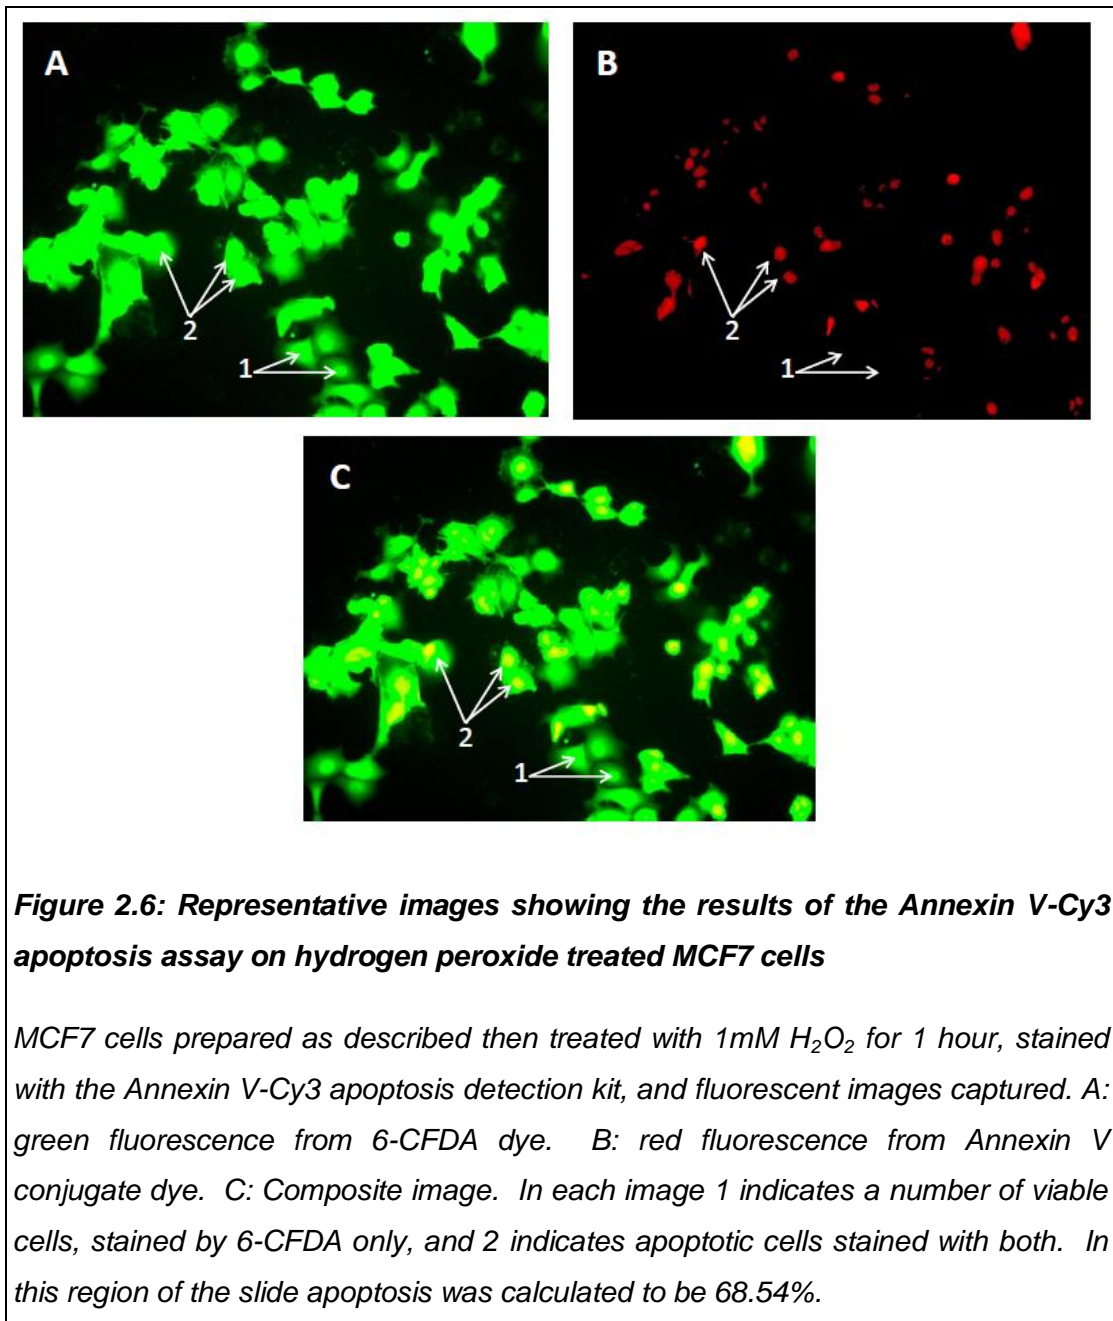 A
B
2
2
1
1
C
2
1
Figure 2.6: Representative images showing the results of the Annexin V-Cy3
apoptosis assay on hydrogen peroxide treated MCF7 cells
MCF7 cells prepared as described then treated with 1mM H₂O₂ for 1 hour, stained
with the Annexin V-Cy3 apoptosis detection kit, and fluorescent images captured. A:
green fluorescence from 6-CFDA dye. B: red fluorescence from Annexin V
conjugate dye. C: Composite image. In each image 1 indicates a number of viable
cells, stained by 6-CFDA only, and 2 indicates apoptotic cells stained with both. In
this region of the slide apoptosis was calculated to be 68.54%.